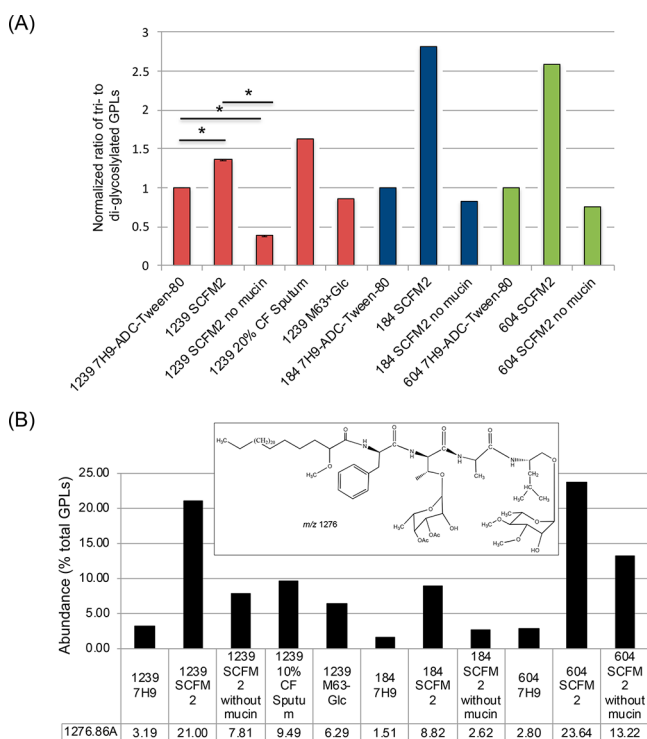 (A)
Normalized ratio of tri- to
di-glycoslylated GPLs
3
2.5
2
1.5
1
0.5
0
*
*
*
1239 7H9-ADC-Tween-80
1239 SCFM2
1239 SCFM2 no mucin
1239 20% CF Sputum
1239 M63+Glc
184 7H9-ADC-Tween-80
184 SCFM2
184 SCFM2 no mucin
604 7H9-ADC-Tween-80
604 SCFM2
604 SCFM2 no mucin
(B)
Abundance (% total GPLs)
25.00
20.00
15.00
10.00
5.00
0.00
m/z 1276
1239 7H9
1239 SCFM 2
1239 SCFM 2 without mucin
1239 10% CF Sputu m
1239 M63-Glc
184 7H9
184 SCFM 2
184 SCFM 2 without mucin
604 7H9
604 SCFM 2
604 SCFM 2 without mucin
1276.86A 3.19 21.00 7.81 9.49 6.29 1.51 8.82 2.62 2.80 23.64 13.22